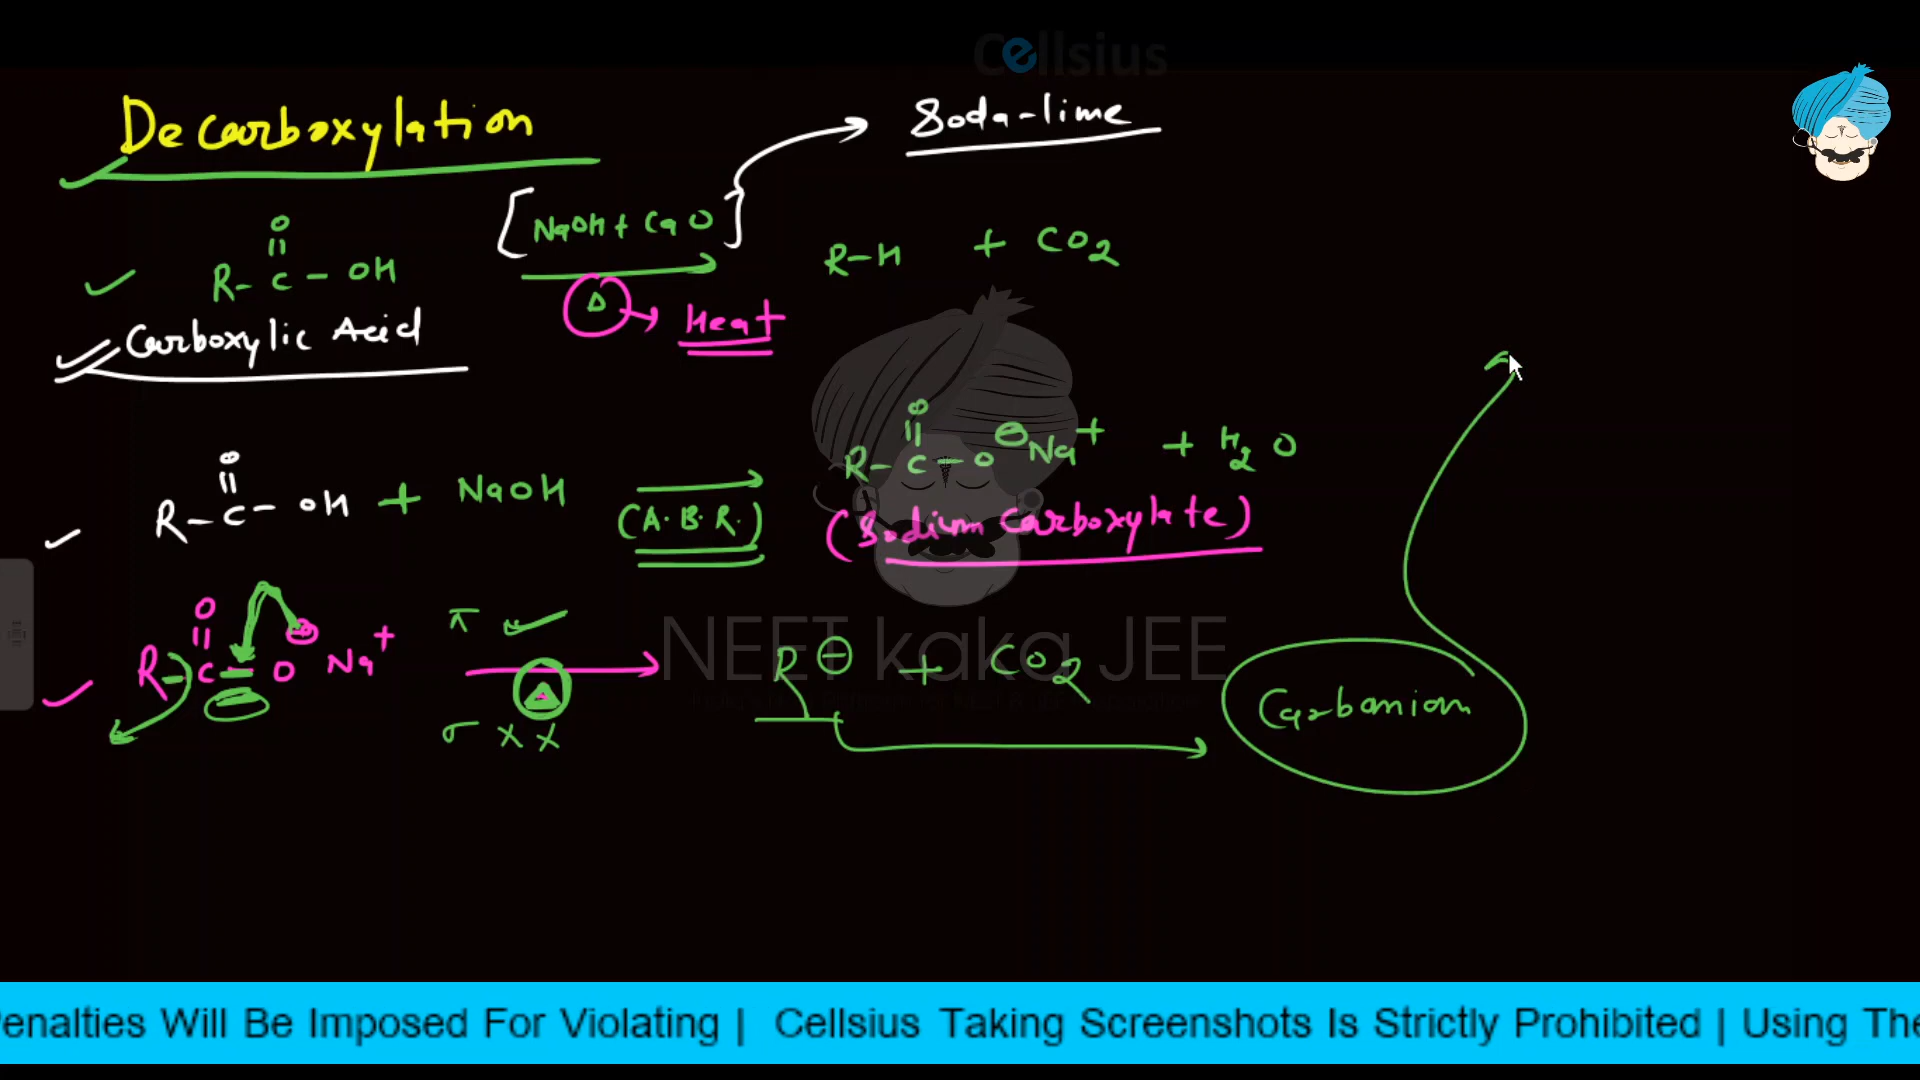 Cellsius
Decarboxylation
Soda-lime
[NaOH + CaO]
O
R-C-OH
Δ → Heat
R-H + CO2
Carboxylic Acid
O
R-C-OH + NaOH
(A.B.R.)
O
R-C-O⊖Na+ + H2O
(Sodium Carboxylate)
O
R-C=O⊖ Na+
π ✓
Δ
σ X X
R⊖ + CO2
Carbanion
NEET kaka JEE
Penalties Will Be Imposed For Violating | Cellsius Taking Screenshots Is Strictly Prohibited | Using The